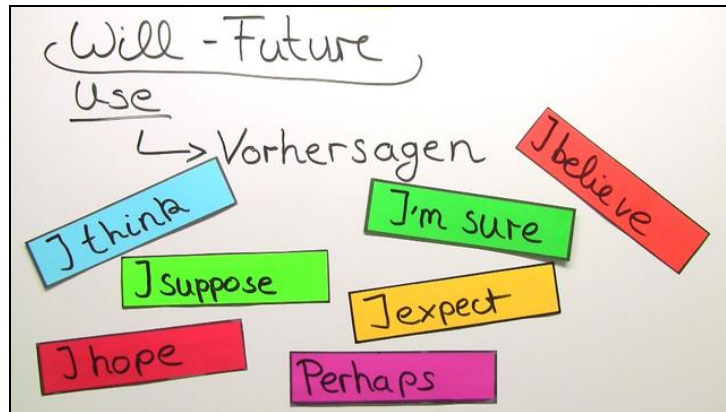 Will - Future
Use
Vorhersagen
I believe
I think
I'm sure
I suppose
I expect
I hope
Perhaps